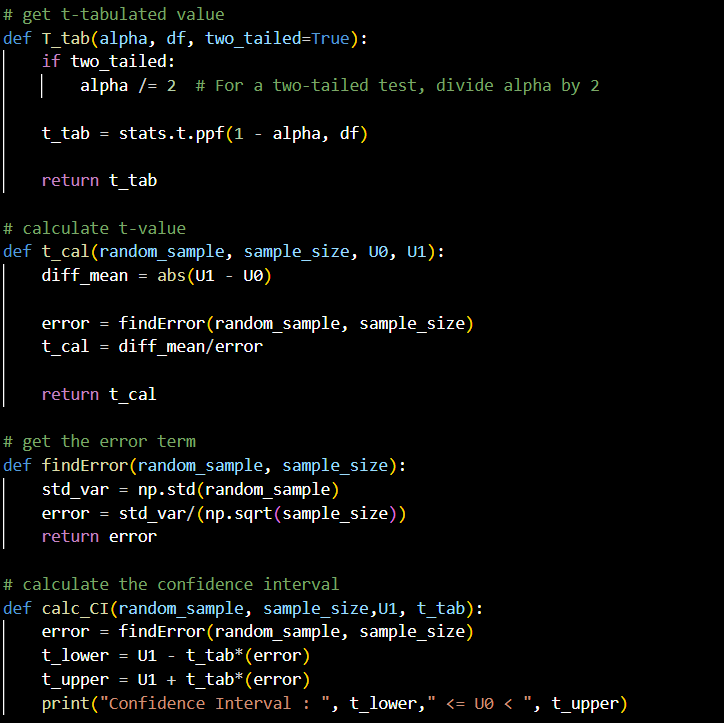 # get t-tabulated value
def T_tab(alpha, df, two_tailed=True):
    if two_tailed:
        alpha /= 2  # For a two-tailed test, divide alpha by 2

    t_tab = stats.t.ppf(1 - alpha, df)

    return t_tab

# calculate t-value
def t_cal(random_sample, sample_size, U0, U1):
    diff_mean = abs(U1 - U0)

    error = findError(random_sample, sample_size)
    t_cal = diff_mean/error

    return t_cal

# get the error term
def findError(random_sample, sample_size):
    std_var = np.std(random_sample)
    error = std_var/(np.sqrt(sample_size))
    return error

# calculate the confidence interval
def calc_CI(random_sample, sample_size,U1, t_tab):
    error = findError(random_sample, sample_size)
    t_lower = U1 - t_tab*(error)
    t_upper = U1 + t_tab*(error)
    print("Confidence Interval : ", t_lower," <= U0 < ", t_upper)